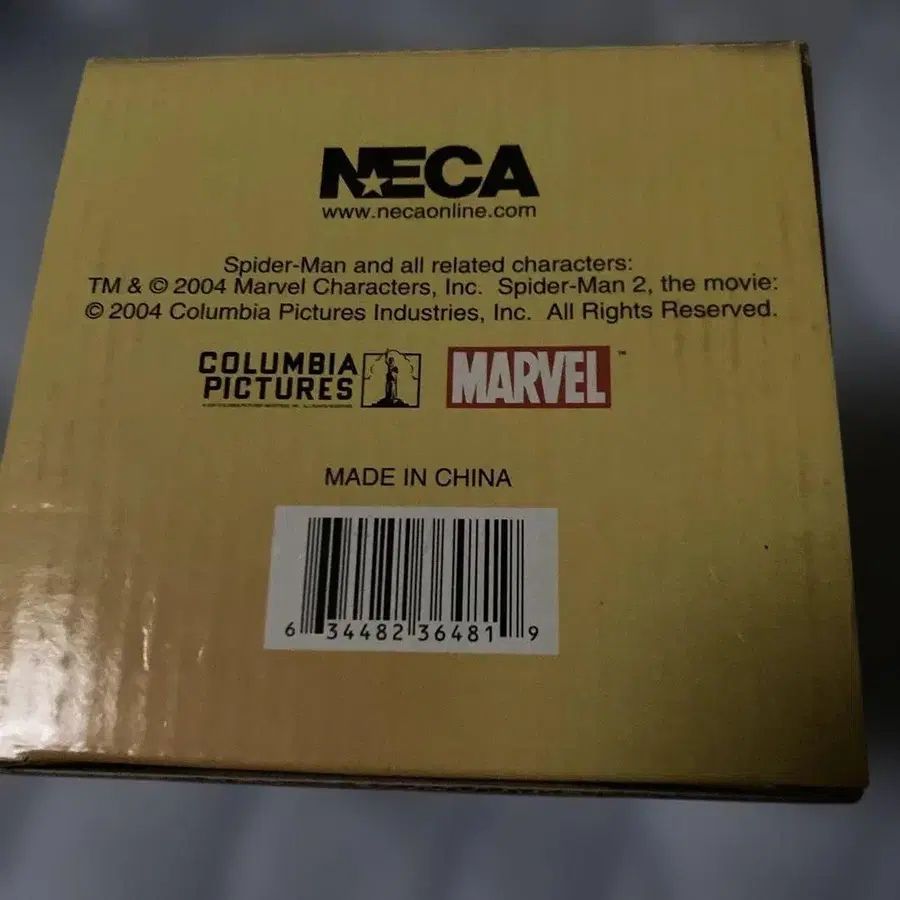 NECA
www.necaonline.com
Spider-Man and all related characters:
TM & © 2004 Marvel Characters, Inc. Spider-Man 2, the movie:
© 2004 Columbia Pictures Industries, Inc. All Rights Reserved.
COLUMBIA
PICTURES
MARVEL™
MADE IN CHINA
6 34482 36481 9